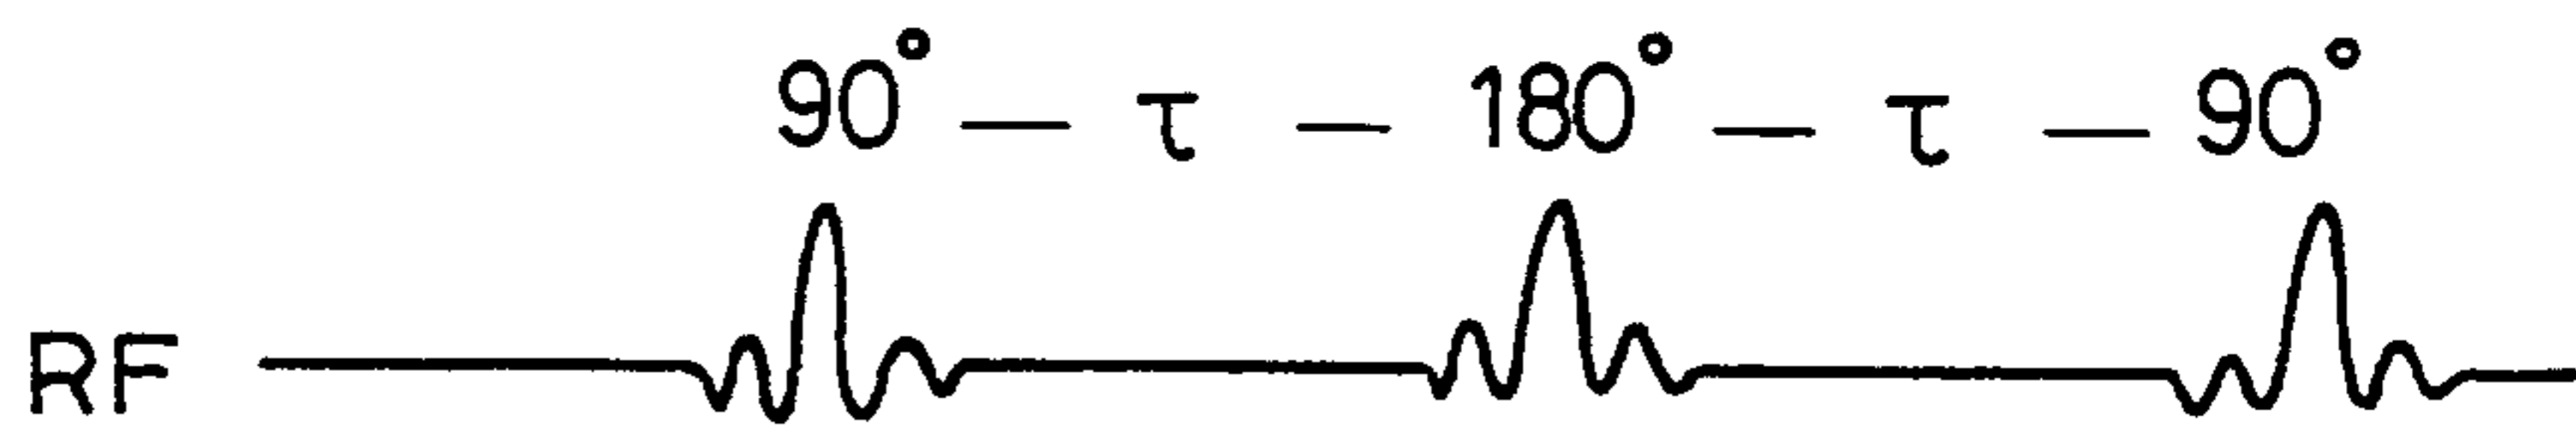 90° — τ — 180° — τ — 90°
RF